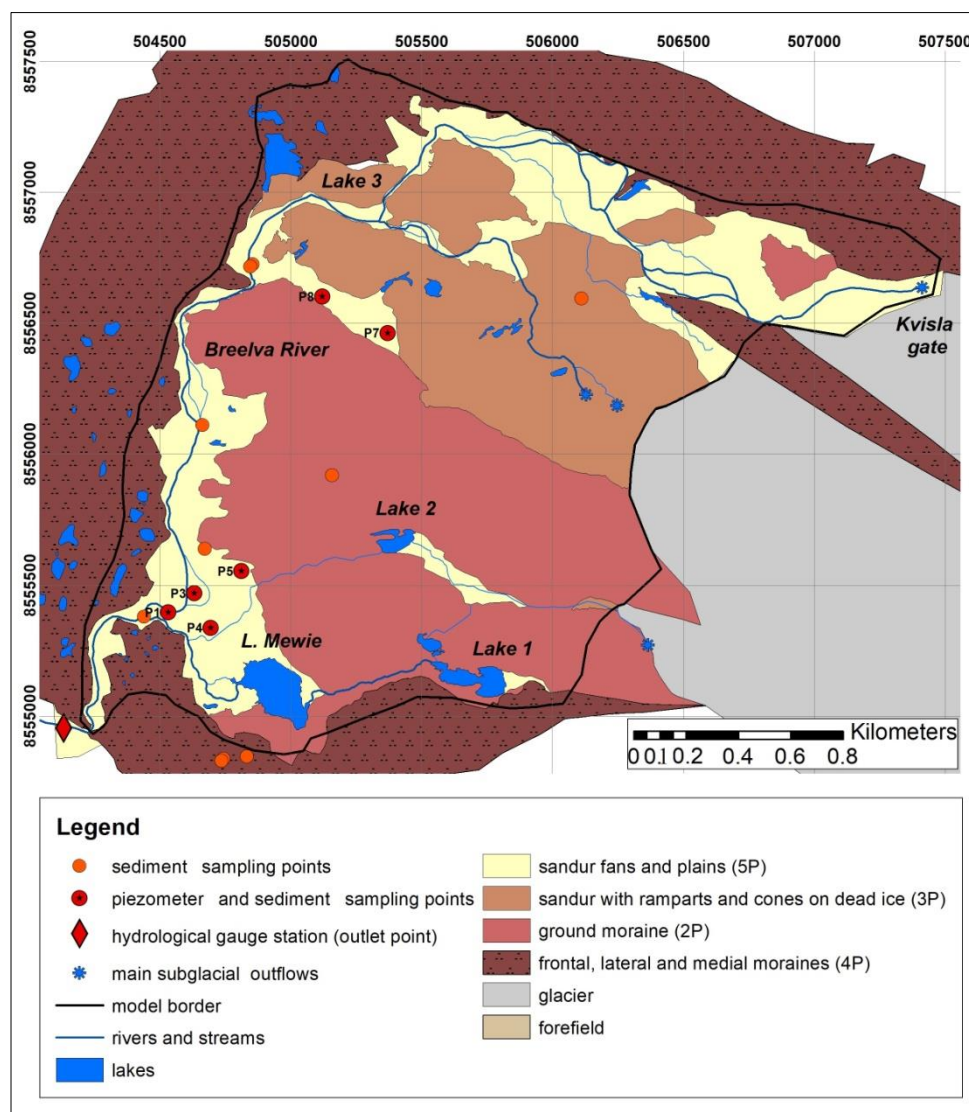 504500 505000 505500 506000 506500 507000 507500
8557500
8557000
8556500
8556000
8555500
8555000
Lake 3
P8
P7
Kvisla
gate
Breelva River
Lake 2
P5
P3
P1
P4
L. Mewie
Lake 1
Kilometers
0 0.1 0.2 0.4 0.6 0.8
Legend
sediment sampling points
piezometer and sediment sampling points
hydrological gauge station (outlet point)
main subglacial outflows
model border
rivers and streams
lakes
sandur fans and plains (5P)
sandur with ramparts and cones on dead ice (3P)
ground moraine (2P)
frontal, lateral and medial moraines (4P)
glacier
forefield